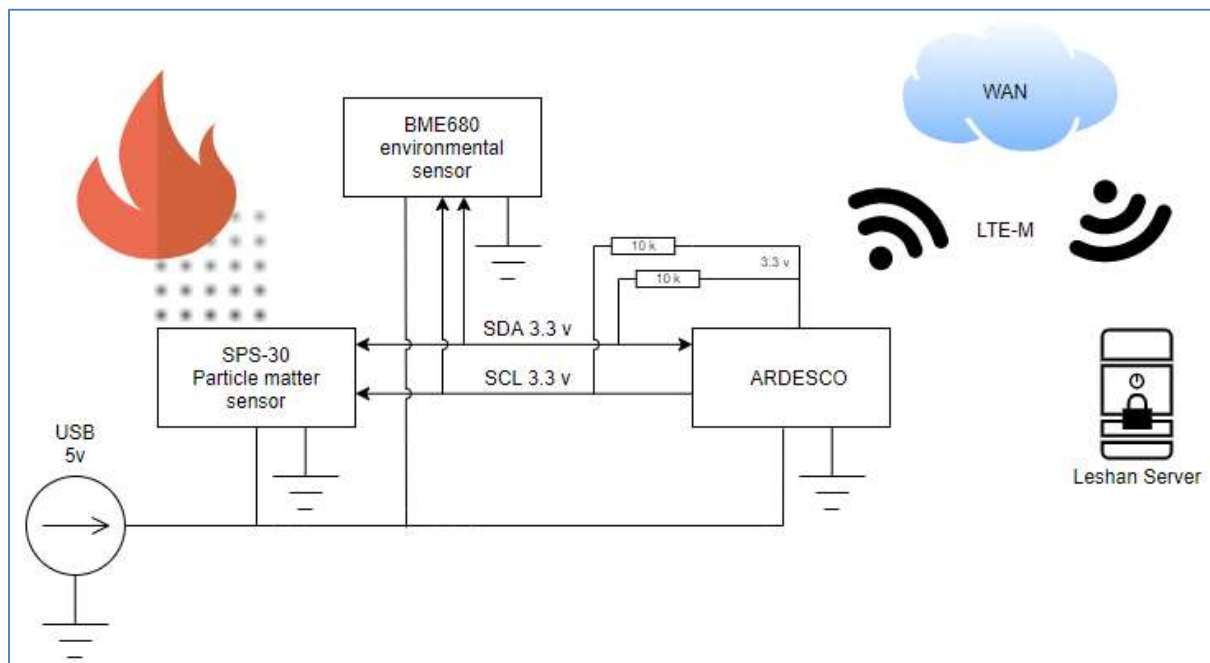 WAN
BME680
environmental
sensor
LTE-M
10 k
3.3 v
10 k
SDA 3.3 v
SPS-30
Particle matter
sensor
SCL 3.3 v
ARDESCO
USB
5v
Leshan Server